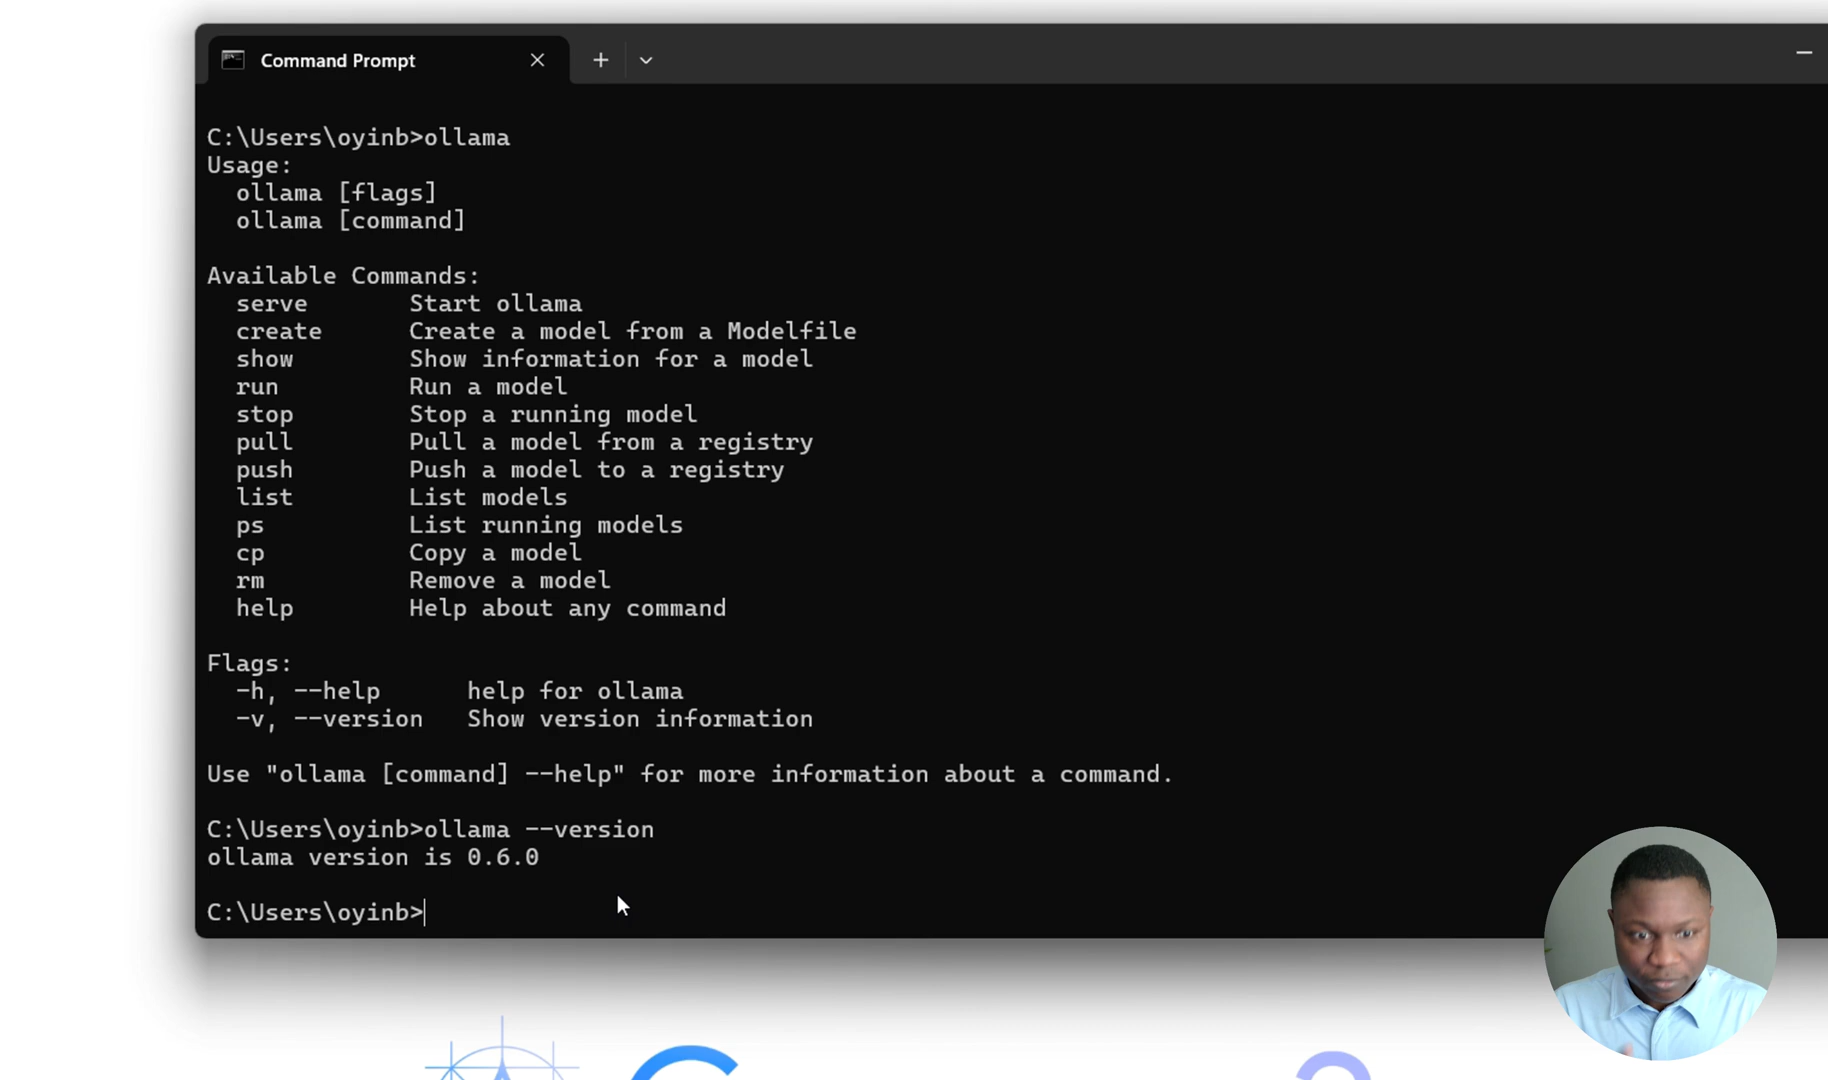 Command Prompt
C:\Users\oyinb>ollama
Usage:
  ollama [flags]
  ollama [command]
Available Commands:
  serve       Start ollama
  create      Create a model from a Modelfile
  show        Show information for a model
  run         Run a model
  stop        Stop a running model
  pull        Pull a model from a registry
  push        Push a model to a registry
  list        List models
  ps          List running models
  cp          Copy a model
  rm          Remove a model
  help        Help about any command
Flags:
  -h, --help      help for ollama
  -v, --version   Show version information
Use "ollama [command] --help" for more information about a command.
C:\Users\oyinb>ollama --version
ollama version is 0.6.0
C:\Users\oyinb>